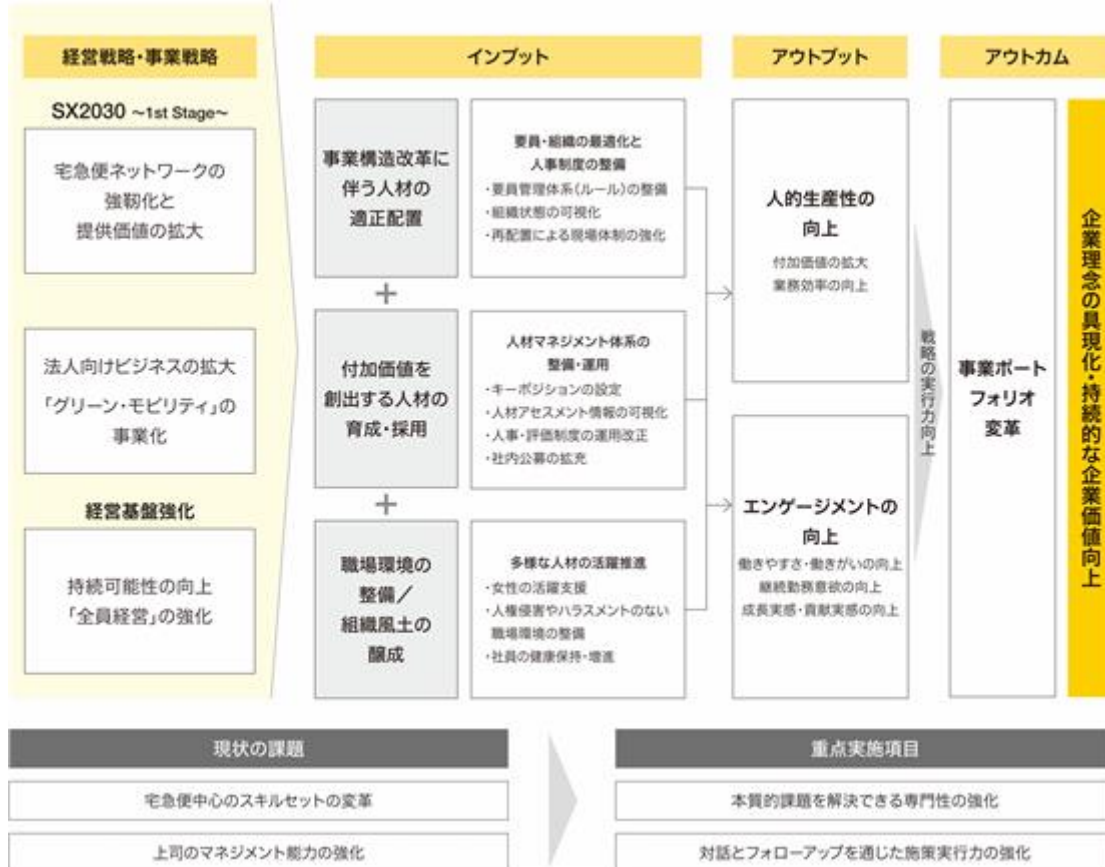 経営戦略・事業戦略
SX2030 ~1st Stage~
宅急便ネットワークの
強靭化と
提供価値の拡大
法人向けビジネスの拡大
「グリーン・モビリティ」の
事業化
経営基盤強化
持続可能性の向上
「全員経営」の強化
インプット
事業構造改革に
伴う人材の
適正配置
要員・組織の最適化と
人事制度の整備
・要員管理体系(ルール)の整備
・組織状態の可視化
・再配置による現場体制の強化
+
付加価値を
創出する人材の
育成・採用
人材マネジメント体系の
整備・運用
・キーポジションの設定
・人材アセスメント情報の可視化
・人事・評価制度の運用改正
・社内公募の拡充
+
職場環境の
整備／
組織風土の
醸成
多様な人材の活躍推進
・女性の活躍支援
・人権侵害やハラスメントのない
職場環境の整備
・社員の健康保持・増進
アウトプット
人的生産性の
向上
付加価値の拡大
業務効率の向上
エンゲージメントの
向上
働きやすさ・働きがいの向上
継続勤務意欲の向上
成長実感・貢献実感の向上
戦略の実行力向上
アウトカム
事業ポート
フォリオ
変革
企業理念の具現化・持続的な企業価値向上
現状の課題
宅急便中心のスキルセットの変革
上司のマネジメント能力の強化
重点実施項目
本質的課題を解決できる専門性の強化
対話とフォローアップを通じた施策実行力の強化